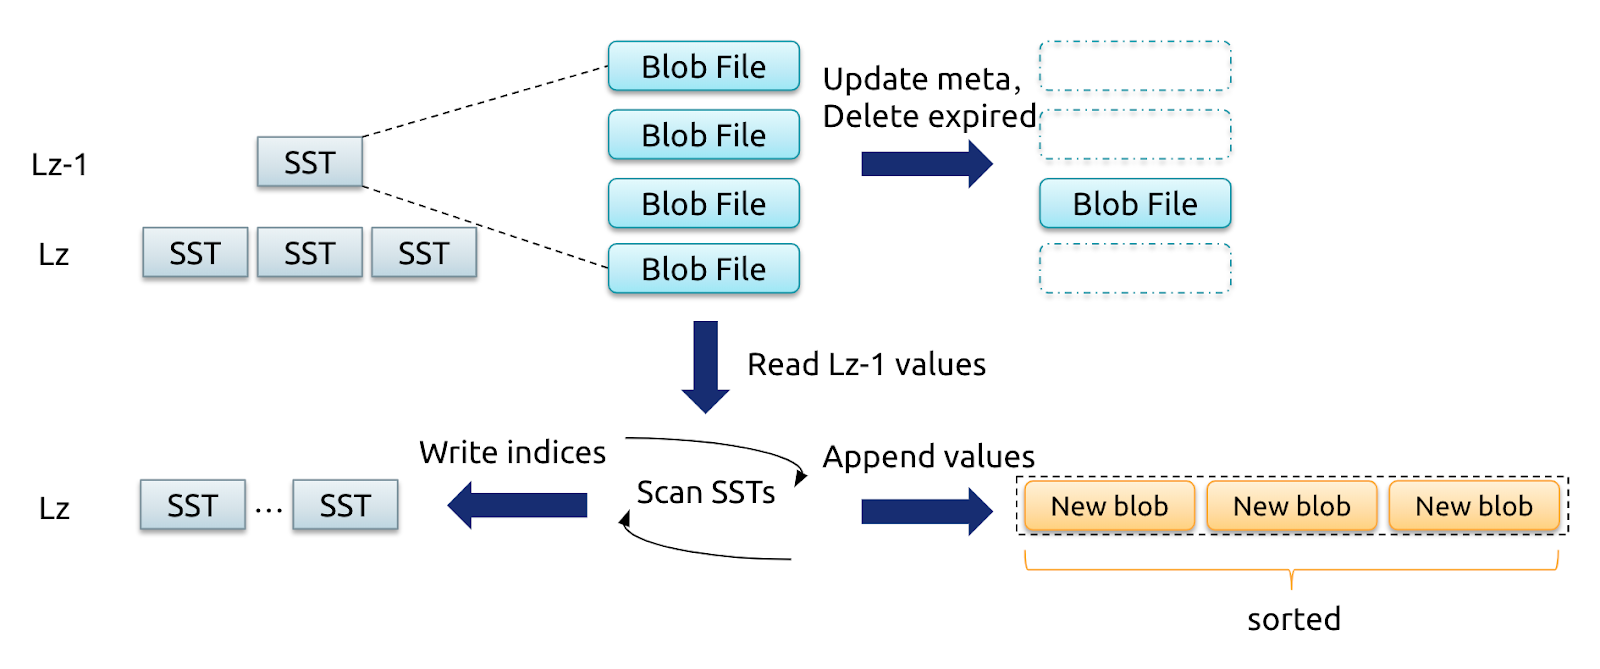 Blob File
Update meta,
Delete expired
Blob File
Lz-1
SST
Blob File
Blob File
Lz
SST
SST
SST
Blob File
Read Lz-1 values
Write indices
Scan SSTs
Append values
Lz
SST
...
SST
New blob
New blob
New blob
sorted